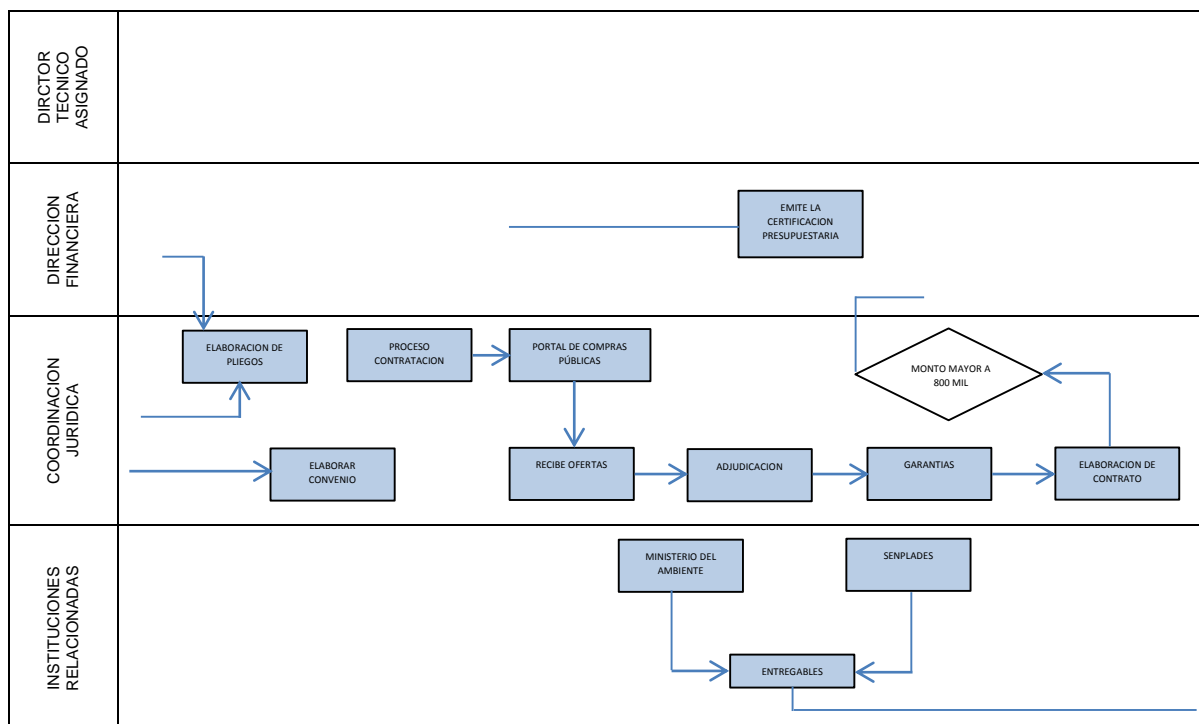 DIRCTOR
TECNICO
ASIGNADO
DIRECCION
FINANCIERA
EMITE LA
CERTIFICACION
PRESUPUESTARIA
COORDINACION
JURIDICA
ELABORACION DE
PLIEGOS
PROCESO
CONTRATACION
PORTAL DE COMPRAS
PÚBLICAS
MONTO MAYOR A
800 MIL
ELABORAR
CONVENIO
RECIBE OFERTAS
ADJUDICACION
GARANTIAS
ELABORACION DE
CONTRATO
INSTITUCIONES
RELACIONADAS
MINISTERIO DEL
AMBIENTE
SENPLADES
ENTREGABLES